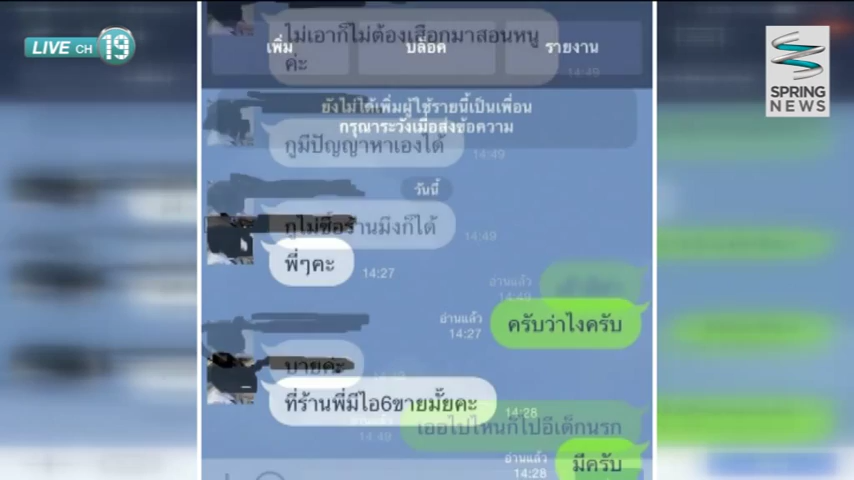 LIVE CH 19
SPRING
NEWS
ไม่เอาก็ไม่ต้องเสือกมาสอนหนู
ค่ะ
14:49
เพิ่ม
บล็อค
รายงาน
ยังไม่ได้เพิ่มผู้ใช้รายนี้เป็นเพื่อน
กรุณาระวังเมื่อส่งข้อความ
กูมีปัญญาหาเองได้
14:49
วันนี้
กูไม่ซื้อร้านมึงก็ได้
14:49
พี่ๆคะ
14:27
อ่านแล้ว
14:49
อ่านแล้ว
14:27
ครับว่าไงครับ
บายค่ะ
ที่ร้านพี่มีไอ6ขายมั้ยคะ
14:28
อ่านแล้ว
14:49
เออไปไหนก็ไปอีเด็กนรก
อ่านแล้ว
14:28
มีครับ